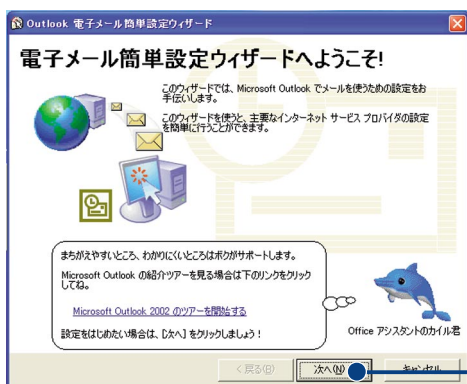 Outlook 電子メール簡単設定ウィザード
電子メール簡単設定ウィザードへようこそ!
このウィザードでは、Microsoft Outlook でメールを使うための設定をお
手伝いします。
このウィザードを使うと、主要なインターネット サービス プロバイダの設定
を簡単に行うことができます。
まちがえやすいところ、わかりにくいところはボクがサポートします。
Microsoft Outlook の紹介ツアーを見る場合は下のリンクをクリック
してね。
Microsoft Outlook 2002 のツアーを開始する
設定をはじめたい場合は、[次へ] をクリックしましょう!
Office アシスタントのカイル君
< 戻る(B)
次へ(N)
キャンセル